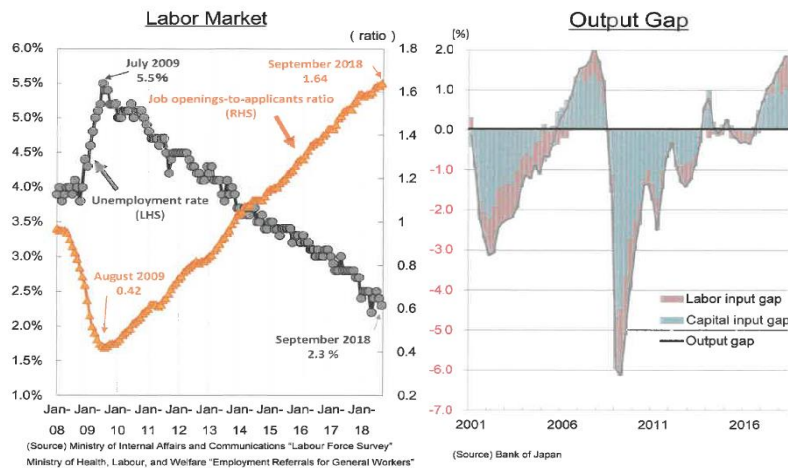 Labor Market
( ratio )
6.0%
5.5%
5.0%
4.5%
4.0%
3.5%
3.0%
2.5%
2.0%
1.5%
1.0%
July 2009
5.5%
September 2018
1.64
Job openings-to-applicants ratio
(RHS)
Unemployment rate
(LHS)
August 2009
0.42
September 2018
2.3 %
1.8
1.6
1.4
1.2
1
0.8
0.6
0.4
0.2
Jan- Jan- Jan- Jan- Jan- Jan- Jan- Jan- Jan- Jan- Jan-
08 09 10 11 12 13 14 15 16 17 18
(Source) Ministry of Internal Affairs and Communications "Labour Force Survey"
Ministry of Health, Labour, and Welfare "Employment Referrals for General Workers"
Output Gap
[%]
2.0
1.0
0.0
-1.0
-2.0
-3.0
-4.0
-5.0
-6.0
-7.0
Labor input gap
Capital input gap
Output gap
2001 2006 2011 2016
(Source) Bank of Japan